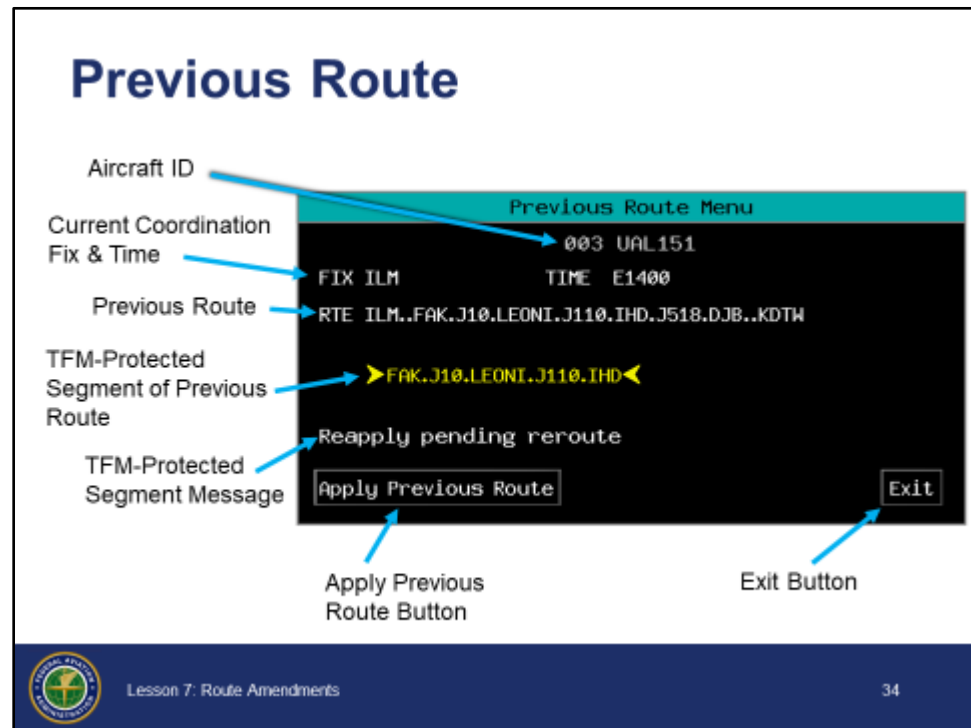 Previous Route
Aircraft ID
Current Coordination
Fix & Time
Previous Route
TFM-Protected
Segment of Previous
Route
TFM-Protected
Segment Message
Previous Route Menu
003 UAL151
FIX ILM TIME E1400
RTE ILM..FAK.J10.LEONI.J110.IHD.J518.DJB..KDTW
➤FAK.J10.LEONI.J110.IHD⮜
Reapply pending reroute
Apply Previous Route
Exit
Apply Previous
Route Button
Exit Button
FEDERAL AVIATION
ADMINISTRATION
Lesson 7: Route Amendments
34